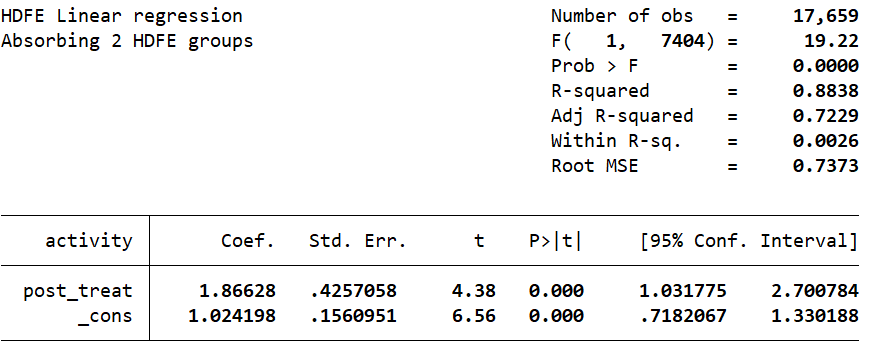 HDFE Linear regression Number of obs = 17,659
Absorbing 2 HDFE groups F( 1, 7404) = 19.22
Prob > F = 0.0000
R-squared = 0.8838
Adj R-squared = 0.7229
Within R-sq. = 0.0026
Root MSE = 0.7373
activity Coef. Std. Err. t P>|t| [95% Conf. Interval]
post_treat 1.86628 .4257058 4.38 0.000 1.031775 2.700784
_cons 1.024198 .1560951 6.56 0.000 .7182067 1.330188